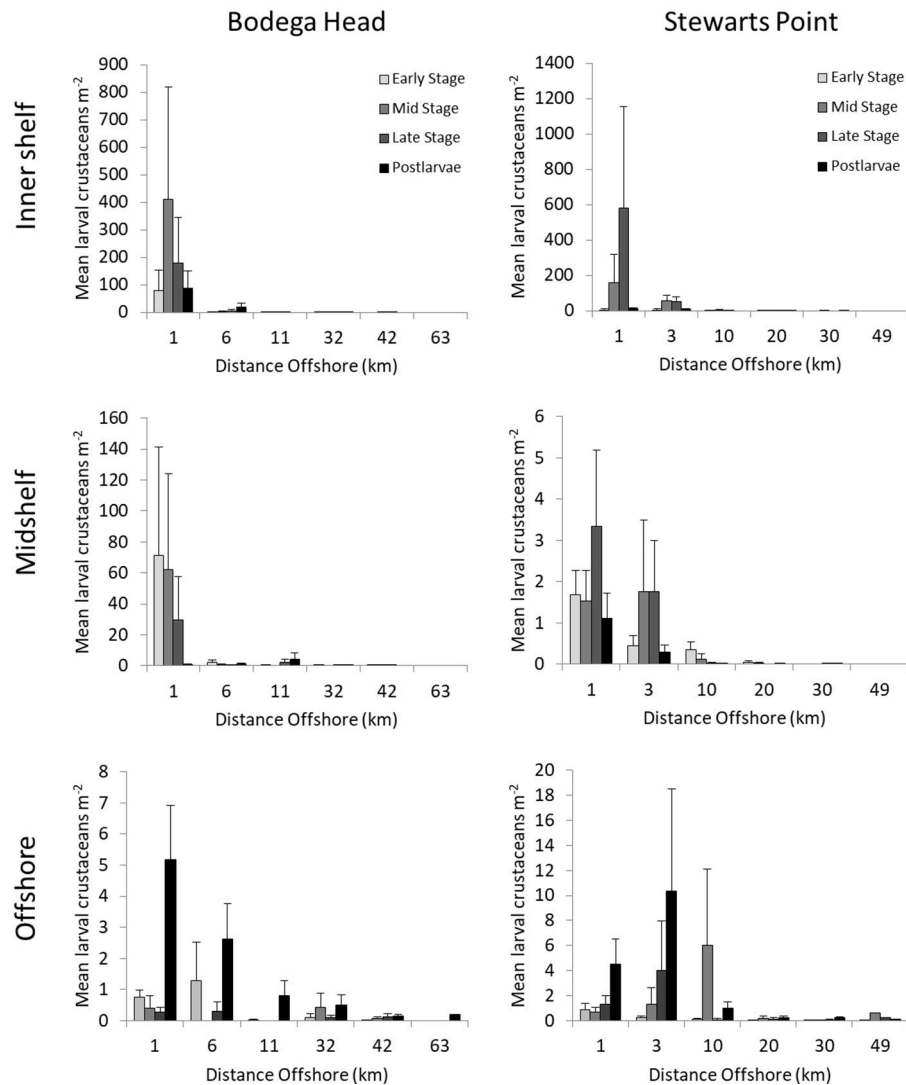 Bodega Head
Stewarts Point
Inner shelf
Mean larval crustaceans m-2
900
800
700
600
500
400
300
200
100
0
Early Stage
Mid Stage
Late Stage
Postlarvae
1 6 11 32 42 63
Distance Offshore (km)
Mean larval crustaceans m-2
1400
1200
1000
800
600
400
200
0
Early Stage
Mid Stage
Late Stage
Postlarvae
1 3 10 20 30 49
Distance Offshore (km)
Midshelf
Mean larval crustaceans m-2
160
140
120
100
80
60
40
20
0
1 6 11 32 42 63
Distance Offshore (km)
Mean larval crustaceans m-2
6
5
4
3
2
1
0
1 3 10 20 30 49
Distance Offshore (km)
Offshore
Mean larval crustaceans m-2
8
7
6
5
4
3
2
1
0
1 6 11 32 42 63
Distance Offshore (km)
Mean larval crustaceans m-2
20
18
16
14
12
10
8
6
4
2
0
1 3 10 20 30 49
Distance Offshore (km)